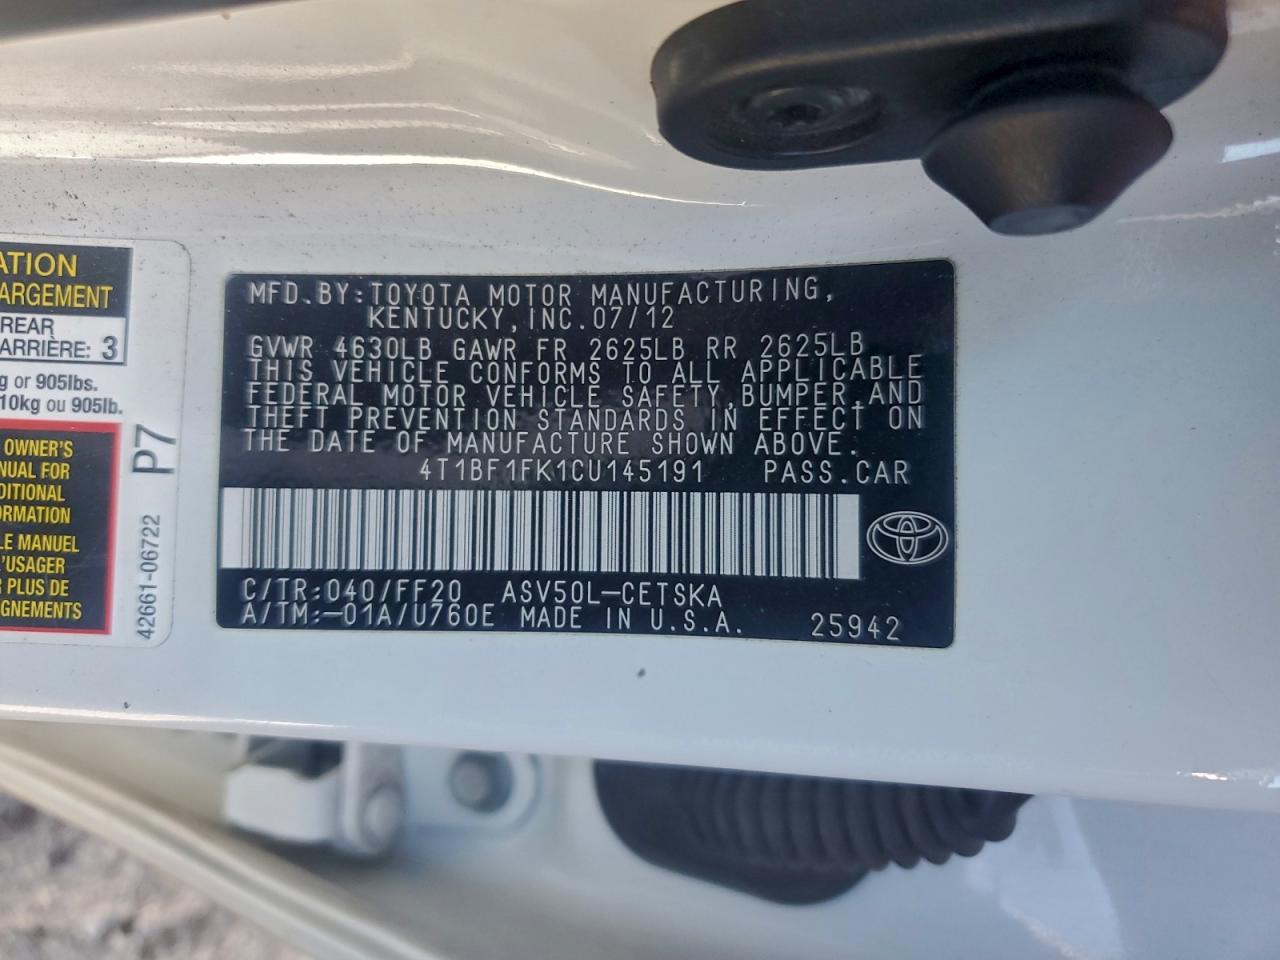 ATION
ARGEMENT
REAR
ARRIÈRE: 3
g or 905lbs.
10kg ou 905lb.
OWNER'S
NUAL FOR
DITIONAL
ORMATION
LE MANUEL
'USAGER
R PLUS DE
GNEMENTS
P7
42661-06722
MFD.BY:TOYOTA MOTOR MANUFACTURING,
KENTUCKY,INC.07/12
GVWR 4630LB GAWR FR 2625LB RR 2625LB
THIS VEHICLE CONFORMS TO ALL APPLICABLE
FEDERAL MOTOR VEHICLE SAFETY,BUMPER,AND
THEFT PREVENTION STANDARDS IN EFFECT ON
THE DATE OF MANUFACTURE SHOWN ABOVE.
4T1BF1FK1CU145191 PASS.CAR
C/TR:040/FF20 ASV50L-CETSKA
A/TM:-01A/U760E MADE IN U.S.A. 25942